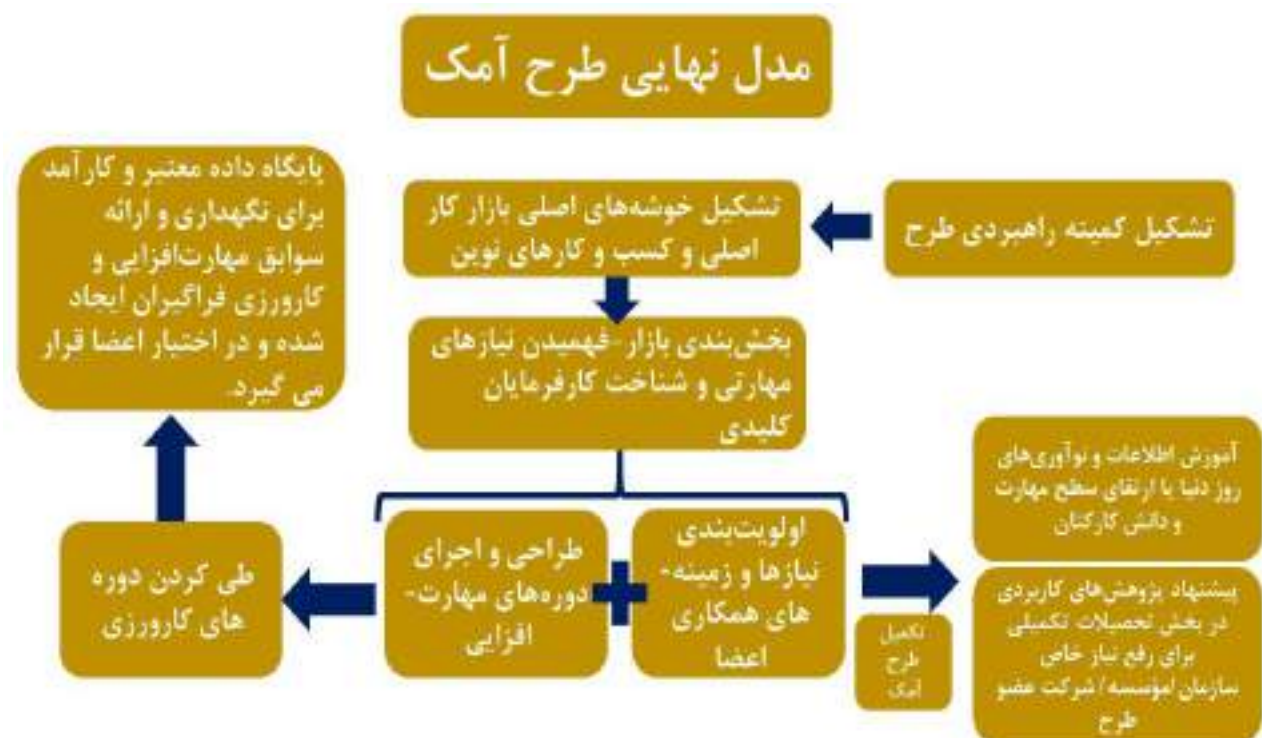 مدل نهایی طرح آمک
تشکیل کمیته راهبردی طرح
تشکیل خوشه‌های اصلی بازار کار
اصلی و کسب و کارهای نوین
بخش‌بندی بازار -فهمیدن نیازهای
مهارتی و شناخت کارفرمایان
کلیدی
اولویت‌بندی
نیازها و زمینه-
های همکاری
اعضا
طراحی و اجرای
دوره‌های مهارت-
افزایی
طی کردن دوره
های کارورزی
پایگاه داده معتبر و کارآمد
برای نگهداری و ارائه
سوابق مهارت‌افزایی و
کارورزی فراگیران ایجاد
شده و در اختیار اعضا قرار
می گیرد.
تکمیل
طرح
آمک
آموزش اطلاعات و نوآوری‌های
روز دنیا با ارتقای سطح مهارت
و دانش کارکنان
پیشنهاد پژوهش‌های کاربردی
در بخش تحصیلات تکمیلی
برای رفع نیاز خاص
سازمان/مؤسسه/شرکت عضو
طرح